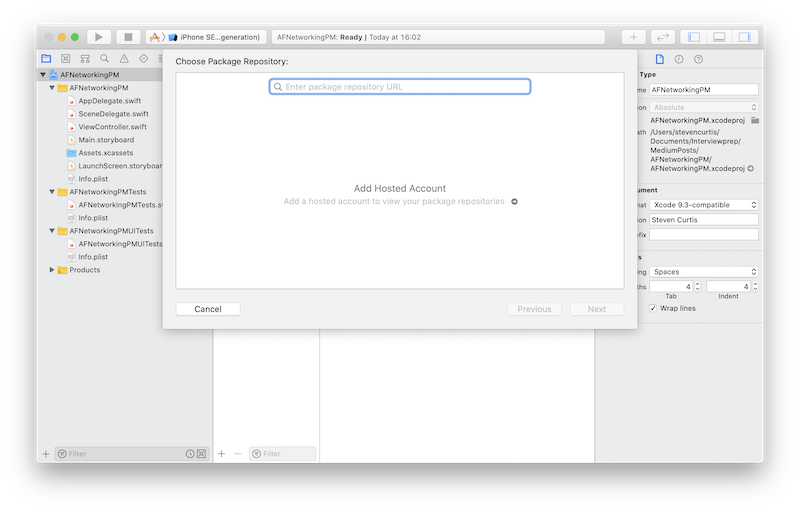 iPhone SE...generation)
AFNetworkingPM: Ready | Today at 16:02
AFNetworkingPM
AFNetworkingPM
AppDelegate.swift
SceneDelegate.swift
ViewController.swift
Main.storyboard
Assets.xcassets
LaunchScreen.storyboar
Info.plist
AFNetworkingPMTests
AFNetworkingPMTests.s
Info.plist
AFNetworkingPMUITests
AFNetworkingPMUITests
Info.plist
Products
Filter
Choose Package Repository:
Enter package repository URL
Add Hosted Account
Add a hosted account to view your package repositories
Cancel
Previous
Next
Filter
Type
me AFNetworkingPM
ion Absolute
AFNetworkingPM.xcodeproj
ath /Users/stevencurtis/
Documents/Interviewprep/
MediumPosts/
AFNetworkingPM/
AFNetworkingPM.xcodeproj
ument
mat Xcode 9.3-compatible
ion Steven Curtis
efix
s
ing Spaces
ths 4 4
Tab Indent
Wrap lines